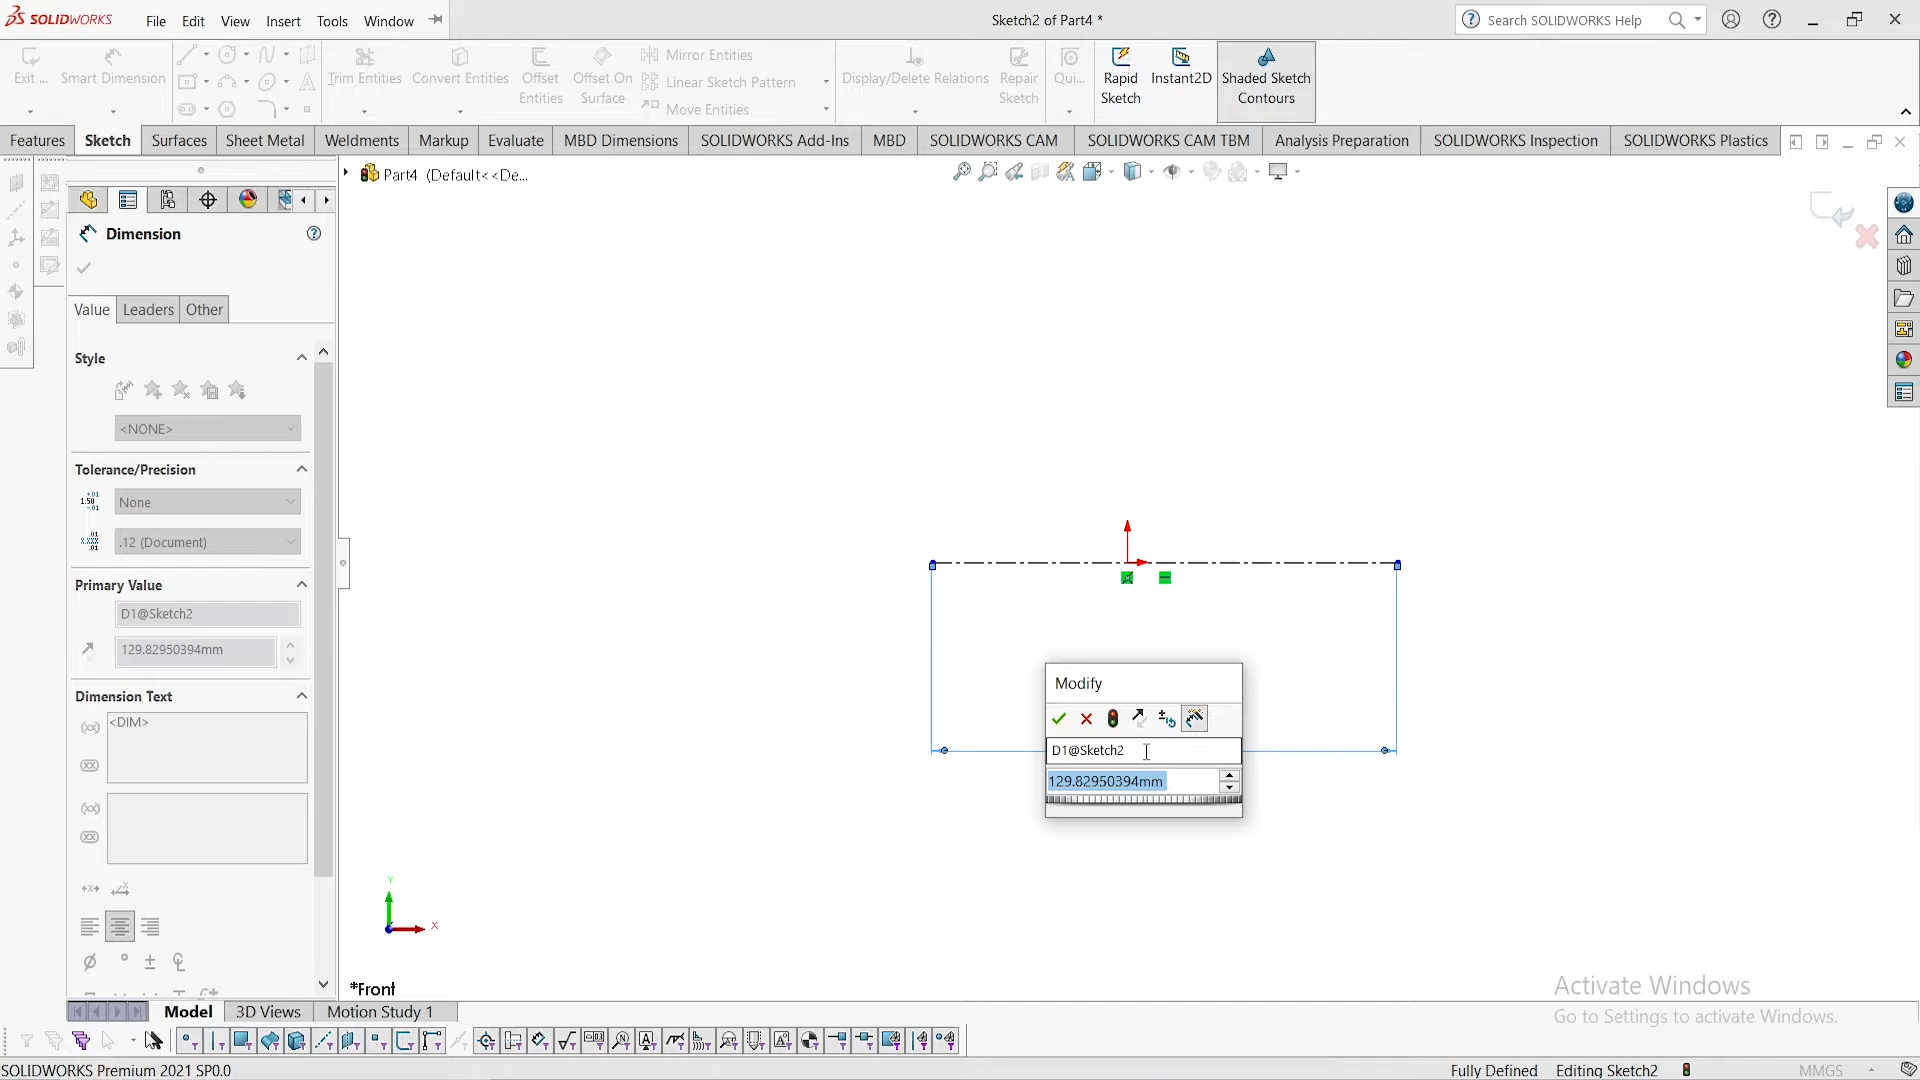 SOLIDWORKS
File Edit View Insert Tools Window
Sketch2 of Part4 *
Search SOLIDWORKS Help
Exit ...
Smart Dimension
Trim Entities
Convert Entities
Offset Entities
Offset On Surface
Mirror Entities
Linear Sketch Pattern
Move Entities
Display/Delete Relations
Repair Sketch
Qui...
Rapid Sketch
Instant2D
Shaded Sketch Contours
Features Sketch Surfaces Sheet Metal Weldments Markup Evaluate MBD Dimensions SOLIDWORKS Add-Ins MBD SOLIDWORKS CAM SOLIDWORKS CAM TBM Analysis Preparation SOLIDWORKS Inspection SOLIDWORKS Plastics
Part4 (Default<<De...
Dimension
Value Leaders Other
Style
<NONE>
Tolerance/Precision
None
.12 (Document)
Primary Value
D1@Sketch2
129.82950394mm
Dimension Text
<DIM>
Modify
D1@Sketch2
129.82950394mm
Y
X
*Front
Activate Windows
Go to Settings to activate Windows.
Model 3D Views Motion Study 1
SOLIDWORKS Premium 2021 SP0.0
Fully Defined Editing Sketch2 MMGS